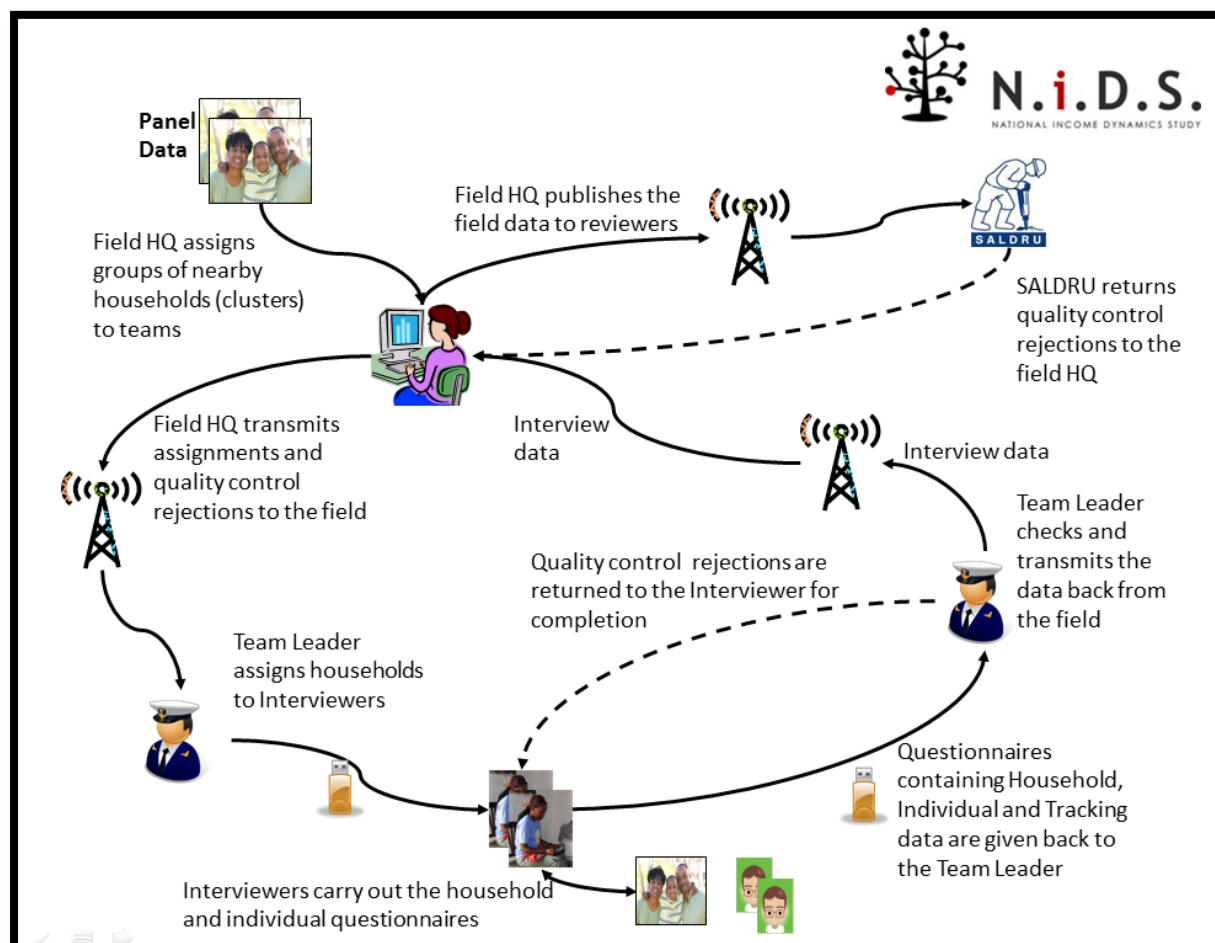 N.i.D.S.
NATIONAL INCOME DYNAMICS STUDY
Panel
Data
Field HQ publishes the
field data to reviewers
SALDRU
Field HQ assigns
groups of nearby
households (clusters)
to teams
SALDRU returns
quality control
rejections to the
field HQ
Field HQ transmits
assignments and
quality control
rejections to the field
Interview
data
Interview data
Team Leader
checks and
transmits the
data back from
the field
Quality control  rejections are
returned to the Interviewer for
completion
Team Leader
assigns households
to Interviewers
Questionnaires
containing Household,
Individual and Tracking
data are given back to
the Team Leader
Interviewers carry out the household
and individual questionnaires